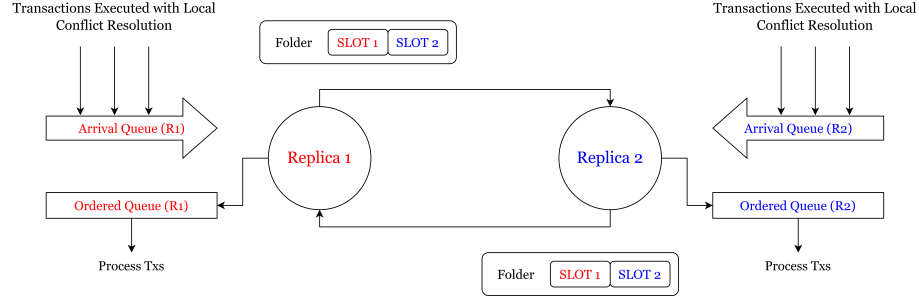 Transactions Executed with Local
Conflict Resolution
Transactions Executed with Local
Conflict Resolution
Folder SLOT 1 SLOT 2
Arrival Queue (R1)
Arrival Queue (R2)
Replica 1
Replica 2
Ordered Queue (R1)
Ordered Queue (R2)
Process Txs
Process Txs
Folder SLOT 1 SLOT 2